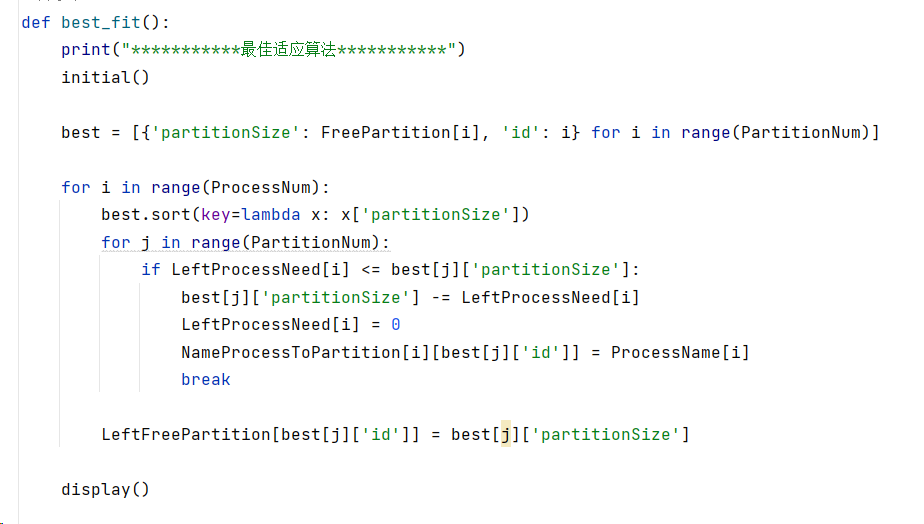 def best_fit():
    print("***********最佳适应算法***********")
    initial()
    best = [{'partitionSize': FreePartition[i], 'id': i} for i in range(PartitionNum)]
    for i in range(ProcessNum):
        best.sort(key=lambda x: x['partitionSize'])
        for j in range(PartitionNum):
            if LeftProcessNeed[i] <= best[j]['partitionSize']:
                best[j]['partitionSize'] -= LeftProcessNeed[i]
                LeftProcessNeed[i] = 0
                NameProcessToPartition[i][best[j]['id']] = ProcessName[i]
                break
        LeftFreePartition[best[j]['id']] = best[j]['partitionSize']
    display()